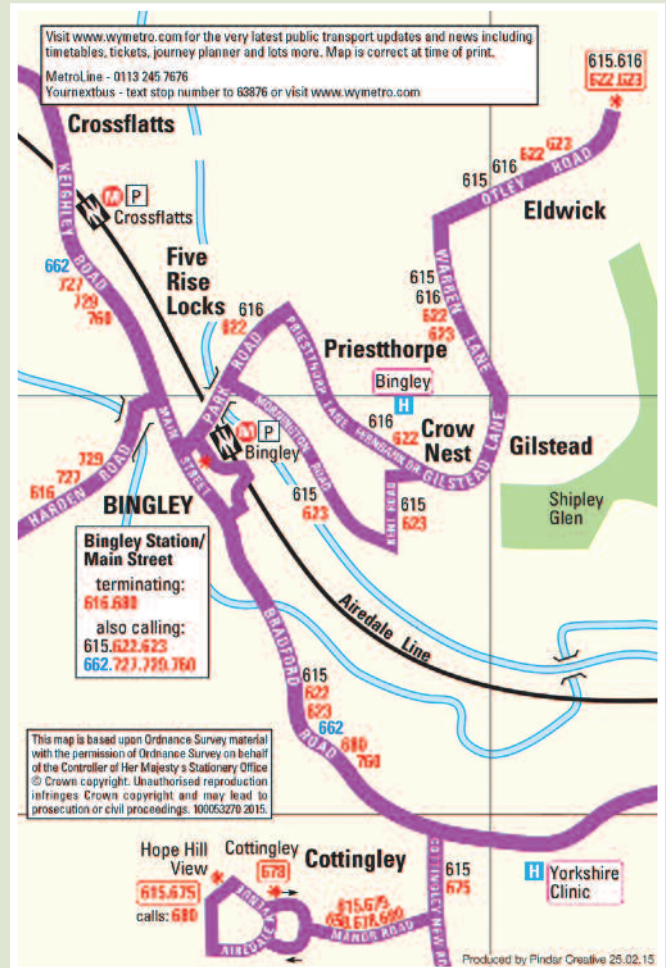 Visit www.wymetro.com for the very latest public transport updates and news including
timetables, tickets, journey planner and lots more. Map is correct at time of print.
MetroLine - 0113 245 7676
Yournextbus - text stop number to 63876 or visit www.wymetro.com
615.616
622.623
Crossflatts
KEIGHLEY ROAD
M P
Crossflatts
662
727
729
760
Five
Rise
Locks
616
622
PARK ROAD
615 616 622 623
OTLEY ROAD
Eldwick
WARREN LANE
615
616
622
623
PRIESTTHORP LANE
Priestthorpe
Bingley
H
616
622
Crow
Nest
FERNBANK DR
GILSTEAD LANE
Gilstead
Shipley
Glen
MORNINGTON ROAD
615
623
KENT ROAD
615
623
M P
Bingley
MAIN STREET
729
727
616
HARDEN ROAD
BINGLEY
Bingley Station/
Main Street
terminating:
616.680
also calling:
615.622.623
662.727.729.760
Airedale Line
BRADFORD ROAD
615
622
623
662
680
760
This map is based upon Ordnance Survey material
with the permission of Ordnance Survey on behalf
of the Controller of Her Majesty s Stationery Office
© Crown copyright. Unauthorised reproduction
infringes Crown copyright and may lead to
prosecution or civil proceedings. 100053270 2015.
Hope Hill
View
615.675
calls: 680
Cottingley
Cottingley
AIREDALE AVENUE
MANOR ROAD
COTTINGLEY NEW RD
615
675
H
Yorkshire
Clinic
Produced by Pindar Creative 25.02.15